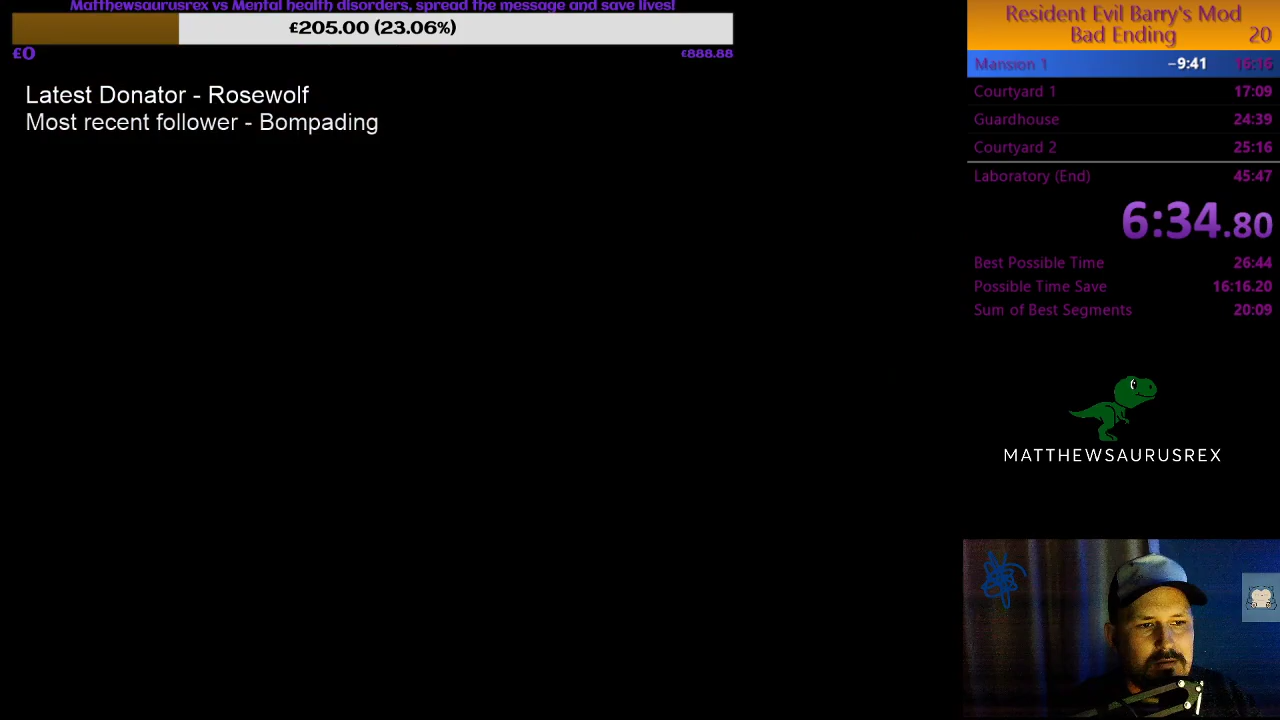 Matthewsaurusrex vs Mental health disorders, spread the message and save lives!
£205.00 (23.06%)
£0
£888.88
Latest Donator - Rosewolf
Most recent follower - Bompading
Resident Evil Barry's Mod
Bad Ending 20
Mansion 1 −9:41 16:16
Courtyard 1 17:09
Guardhouse 24:39
Courtyard 2 25:16
Laboratory (End) 45:47
6:34.80
Best Possible Time 26:44
Possible Time Save 16:16.20
Sum of Best Segments 20:09
MATTHEWSAURUSREX